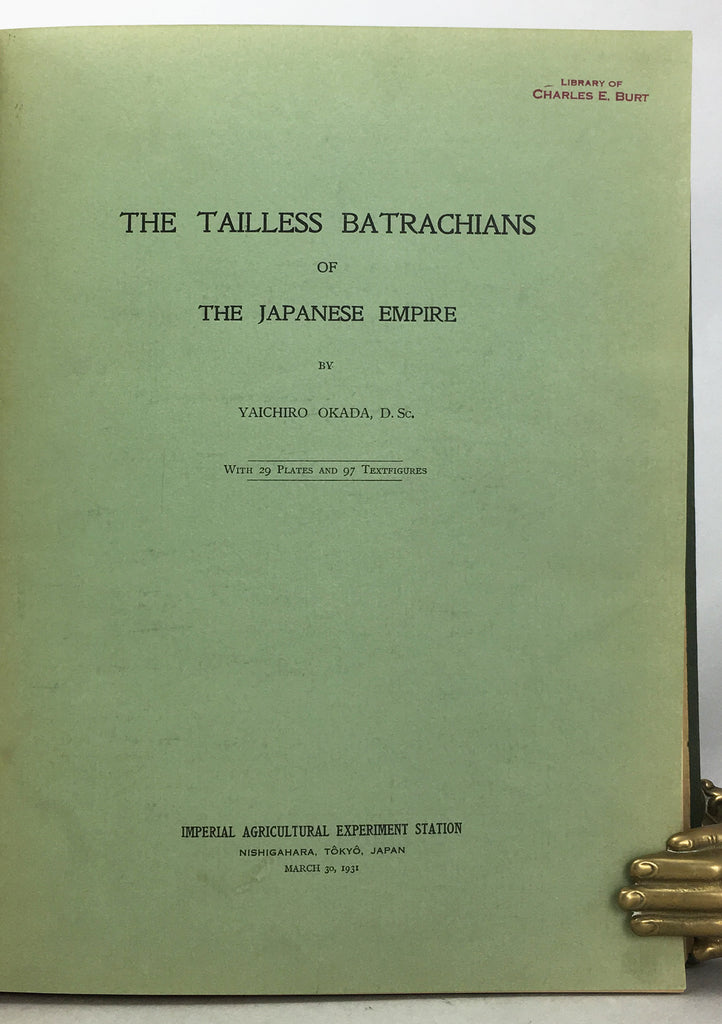 LIBRARY OF
CHARLES E. BURT
THE TAILLESS BATRACHIANS
OF
THE JAPANESE EMPIRE
BY
YAICHIRO OKADA, D. Sc.
WITH 29 PLATES AND 97 TEXTFIGURES
IMPERIAL AGRICULTURAL EXPERIMENT STATION
NISHIGAHARA, TÔKYÔ, JAPAN
MARCH 30, 1931